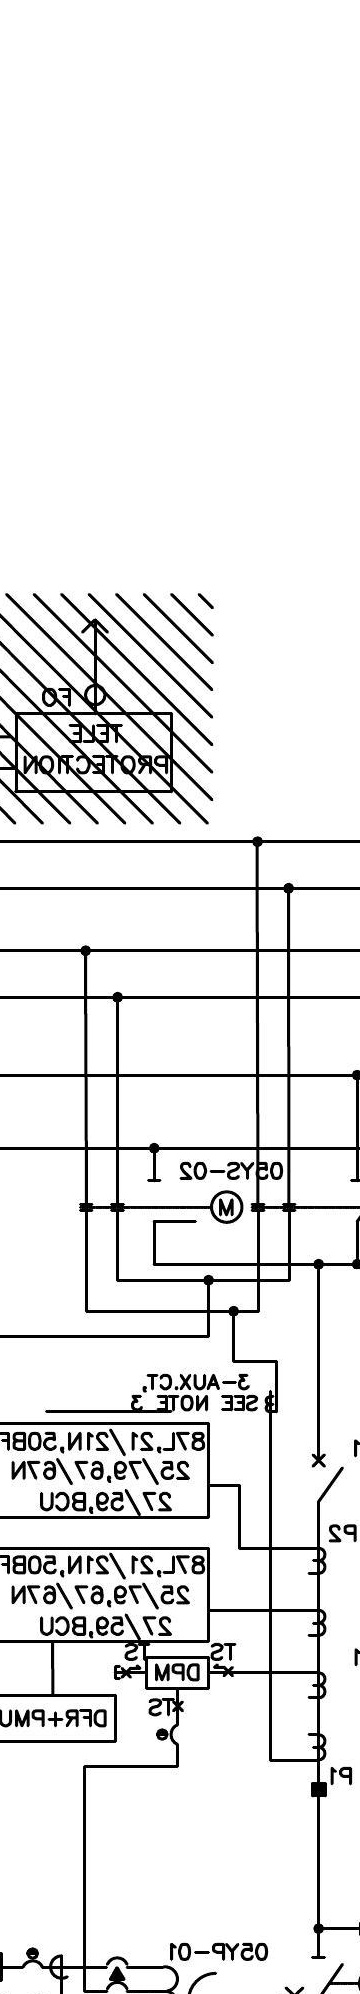 FO
TELE
PROTECTION
05YS-02
M
3-AUX.CT,
SEE NOTE 3
87L,21/21N,50BF
25/79,67/67N
27/59,BCU
P2
87L,21/21N,50BF
25/79,67/67N
27/59,BCU
TS
DPM
TS
TS
DFR+PMU
P1
05YP-01